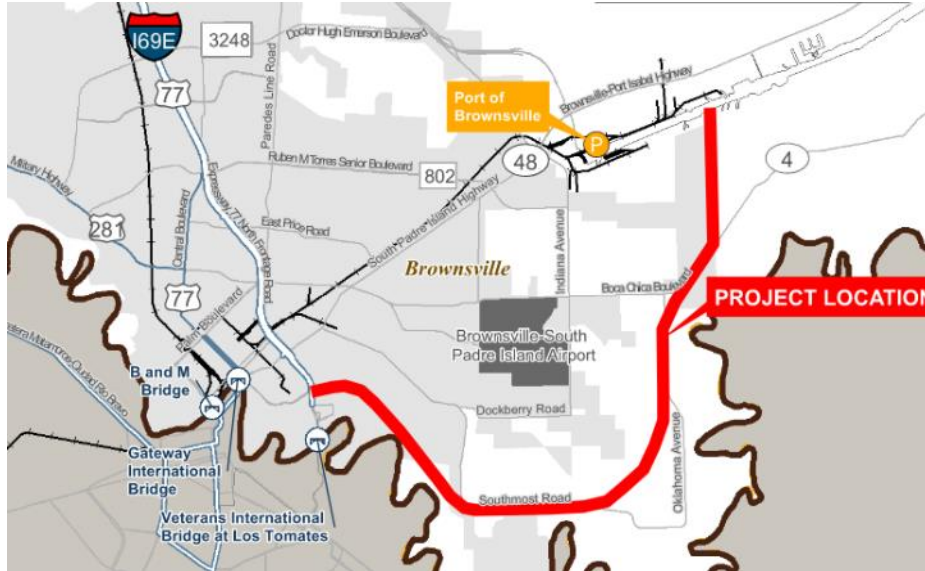 I69E
3248
Doctor Hugh Emerson Boulevard
77
Paredes Line Road
Port of
Brownsville
Brownsville-Port Isabel Highway
P
48
4
Military Highway
Ruben M Torres Senior Boulevard
802
South Padre Island Highway
Expressway 77 North Frontage Road
Central Boulevard
East Price Road
281
Indiana Avenue
Brownsville
77
Boca Chica Boulevard
PROJECT LOCATION
Palm Boulevard
Brownsville-South
Padre Island Airport
B and M
Bridge
Dockberry Road
Oklahoma Avenue
Gateway
International
Bridge
Southmost Road
Veterans International
Bridge at Los Tomates